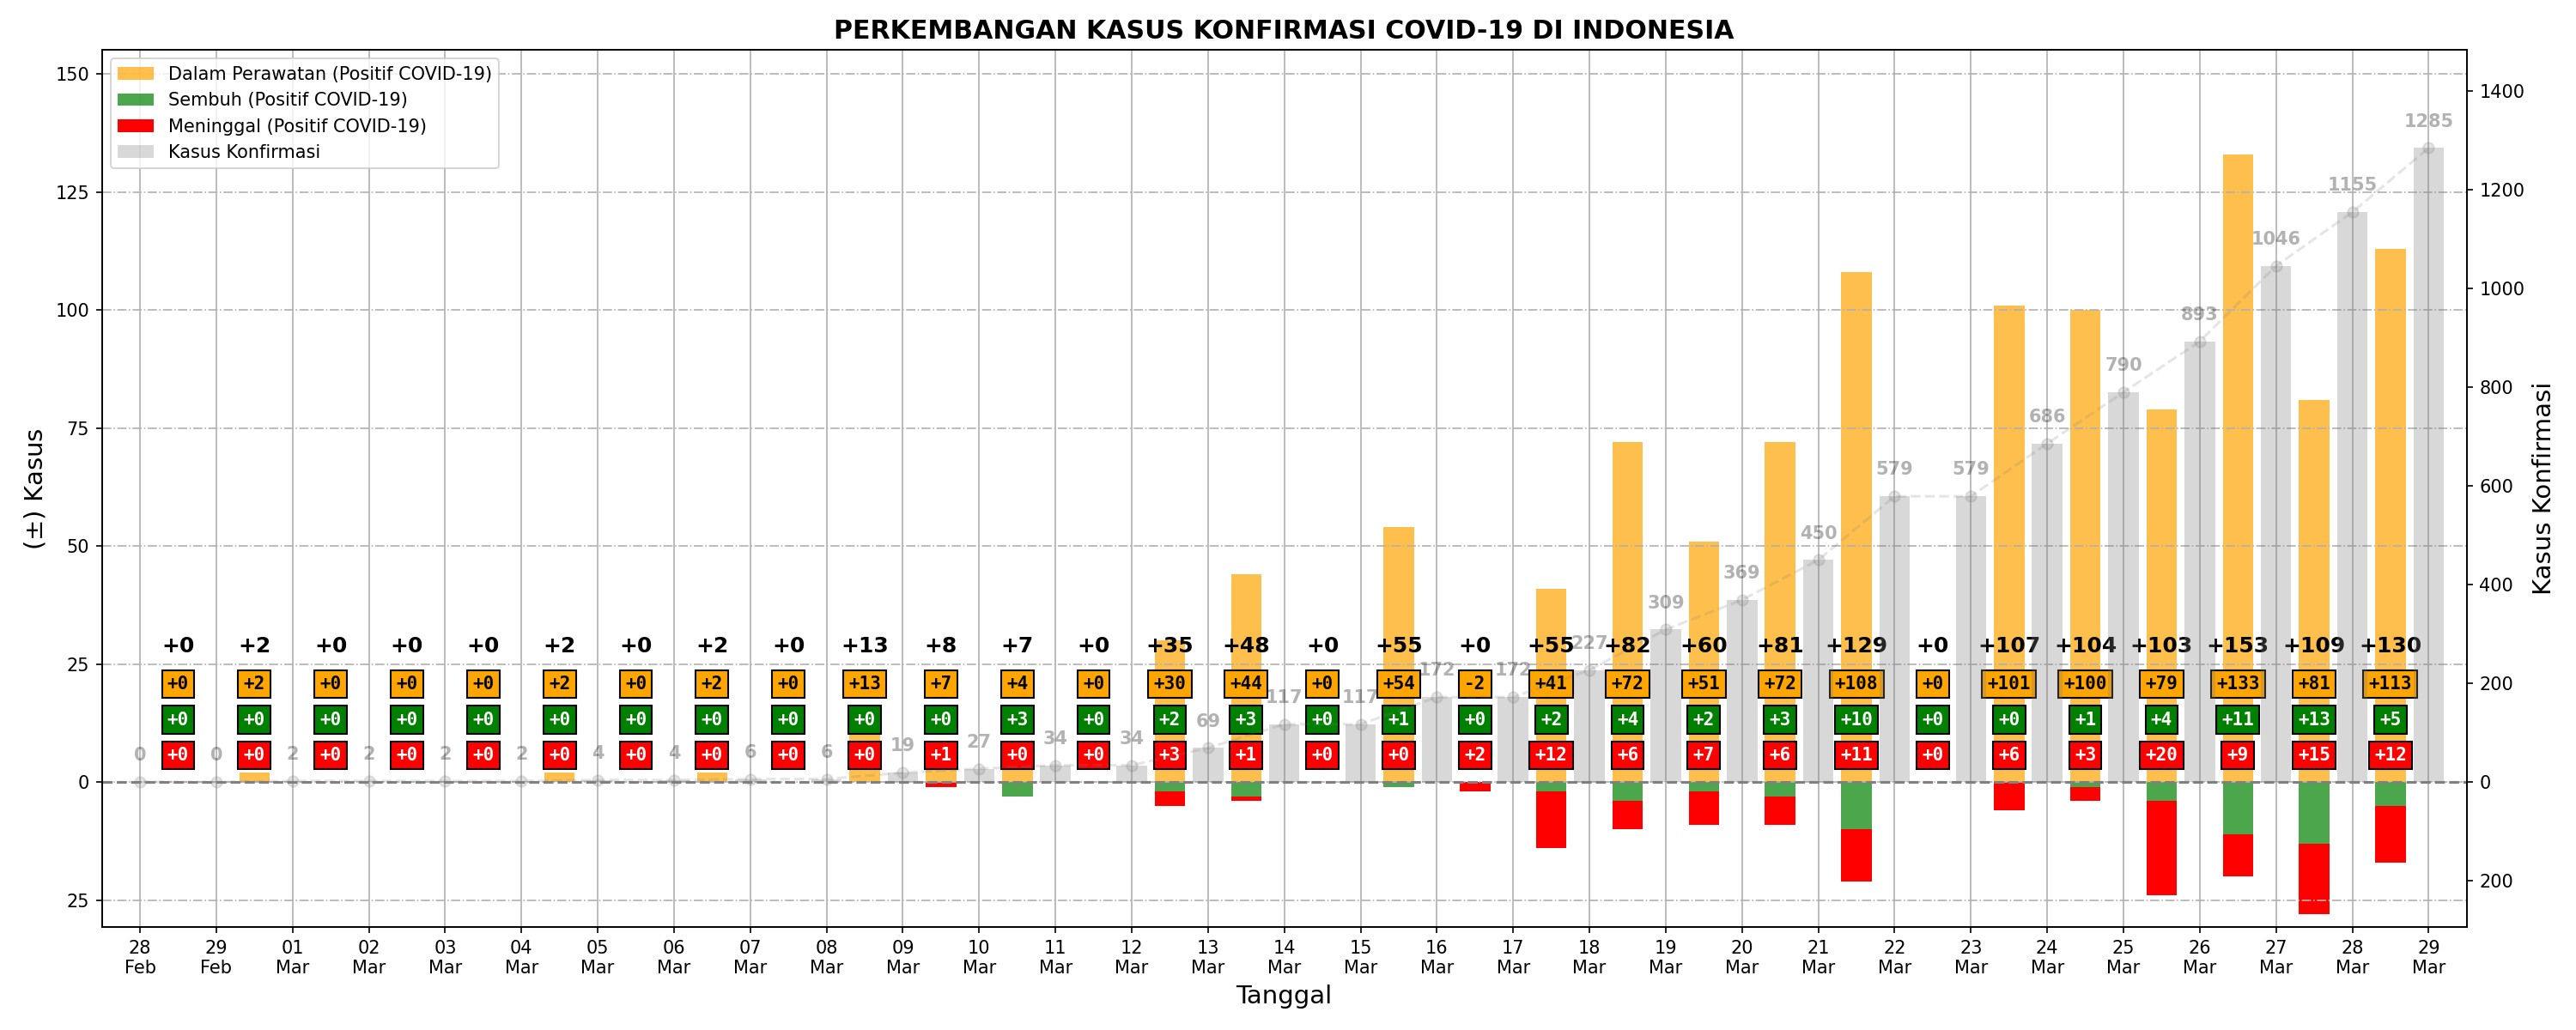 PERKEMBANGAN KASUS KONFIRMASI COVID-19 DI INDONESIA
Dalam Perawatan (Positif COVID-19)
Sembuh (Positif COVID-19)
Meninggal (Positif COVID-19)
Kasus Konfirmasi
(±) Kasus
150
125
100
75
50
25
0
25
1400
1200
1000
800
600
400
200
0
200
Kasus Konfirmasi
0 0 2 2 2 2 4 4 6 6 19 27 34 34 69 117 117 172 172 227 309 369 450 579 579 686 790 893 1046 1155 1285
+0 +2 +0 +0 +0 +2 +0 +2 +0 +13 +8 +7 +0 +35 +48 +0 +55 +0 +55 +82 +60 +81 +129 +0 +107 +104 +103 +153 +109 +130
+0 +2 +0 +0 +0 +2 +0 +2 +0 +13 +7 +4 +0 +30 +44 +0 +54 -2 +41 +72 +51 +72 +108 +0 +101 +100 +79 +133 +81 +113
+0 +0 +0 +0 +0 +0 +0 +0 +0 +0 +0 +3 +0 +2 +3 +0 +1 +0 +2 +4 +2 +3 +10 +0 +0 +1 +4 +11 +13 +5
+0 +0 +0 +0 +0 +0 +0 +0 +0 +0 +1 +0 +0 +3 +1 +0 +0 +2 +12 +6 +7 +6 +11 +0 +6 +3 +20 +9 +15 +12
28 29 01 02 03 04 05 06 07 08 09 10 11 12 13 14 15 16 17 18 19 20 21 22 23 24 25 26 27 28 29
Feb Feb Mar Mar Mar Mar Mar Mar Mar Mar Mar Mar Mar Mar Mar Mar Mar Mar Mar Mar Mar Mar Mar Mar Mar Mar Mar Mar Mar Mar Mar
Tanggal